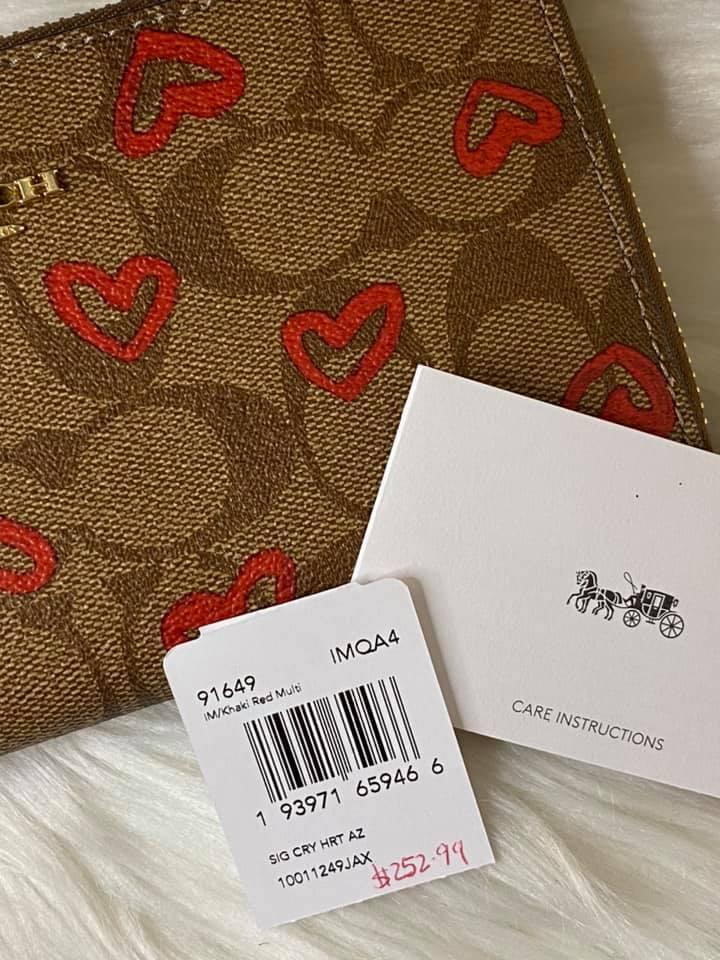 CH
91649
IMQA4
IM/Khaki Red Multi
1 93971 65946 6
SIG CRY HRT AZ
10011249JAX
$252.99
CARE INSTRUCTIONS